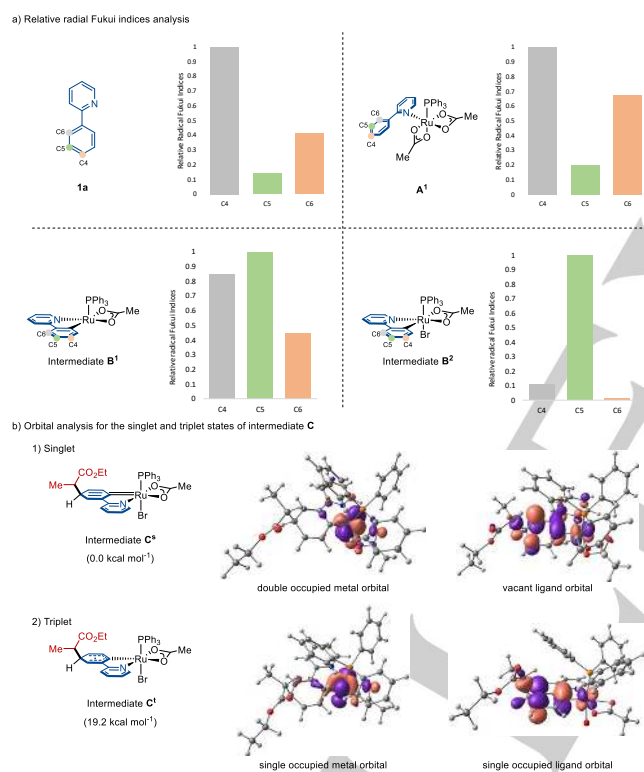 a) Relative radial Fukui indices analysis
N
C6
C5
C4
1a
Relative Radical Fukui Indices
1
0.9
0.8
0.7
0.6
0.5
0.4
0.3
0.2
0.1
0
C4 C5 C6
C6
C5
C4
N
PPh3
Ru
O
O
O
O
Me
Me
A1
Relative Radical Fukui Indices
1
0.9
0.8
0.7
0.6
0.5
0.4
0.3
0.2
0.1
0
C4 C5 C6
PPh3
N
Ru
O
O
Me
C6
C5
C4
Intermediate B1
Relative radical Fukui Indices
1
0.9
0.8
0.7
0.6
0.5
0.4
0.3
0.2
0.1
0
C4 C5 C6
PPh3
N
Ru
O
O
Me
Br
C6
C5
C4
Intermediate B2
Relative radical Fukui Indices
1
0.9
0.8
0.7
0.6
0.5
0.4
0.3
0.2
0.1
0
C4 C5 C6
b) Orbital analysis for the singlet and triplet states of intermediate C
1) Singlet
CO2Et
Me
H
PPh3
Ru
N
O
O
Me
Br
Intermediate Cs
(0.0 kcal mol-1)
double occupied metal orbital
vacant ligand orbital
2) Triplet
CO2Et
Me
H
PPh3
Ru
N
O
O
Me
Br
Intermediate Ct
(19.2 kcal mol-1)
single occupied metal orbital
single occupied ligand orbital